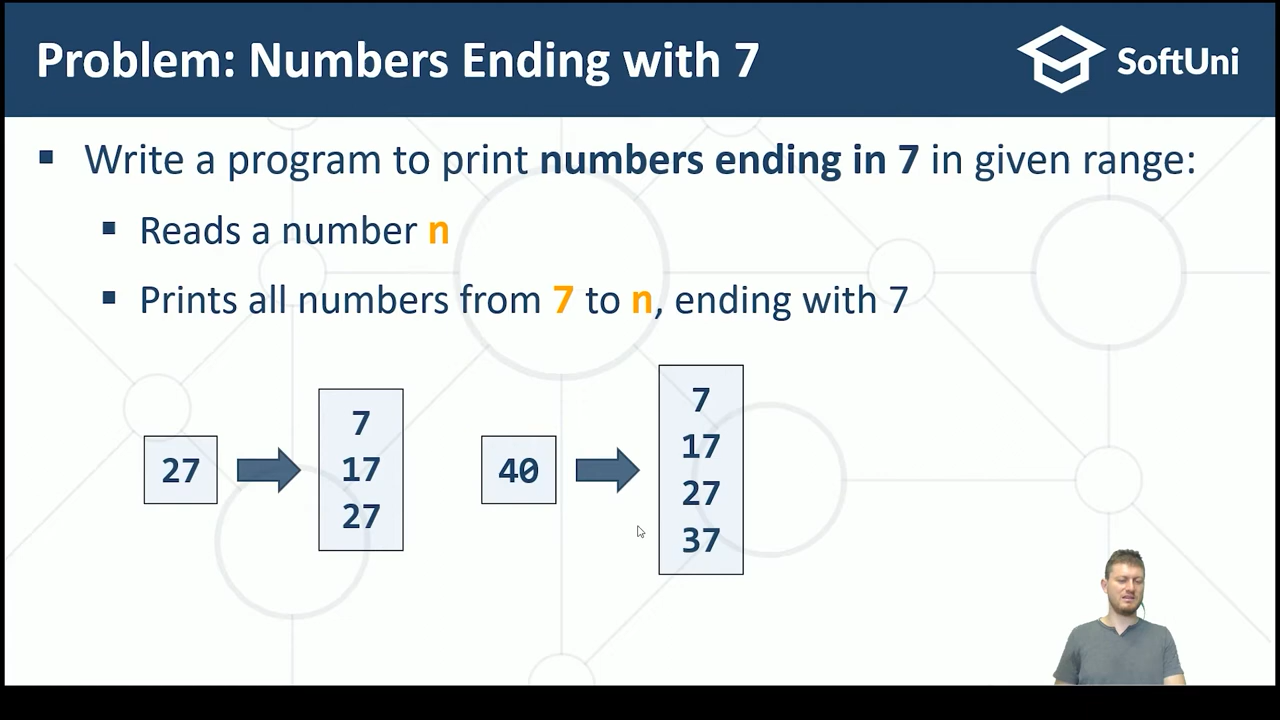 Problem: Numbers Ending with 7
SoftUni
Write a program to print numbers ending in 7 in given range:
Reads a number n
Prints all numbers from 7 to n, ending with 7
27
7
17
27
40
7
17
27
37